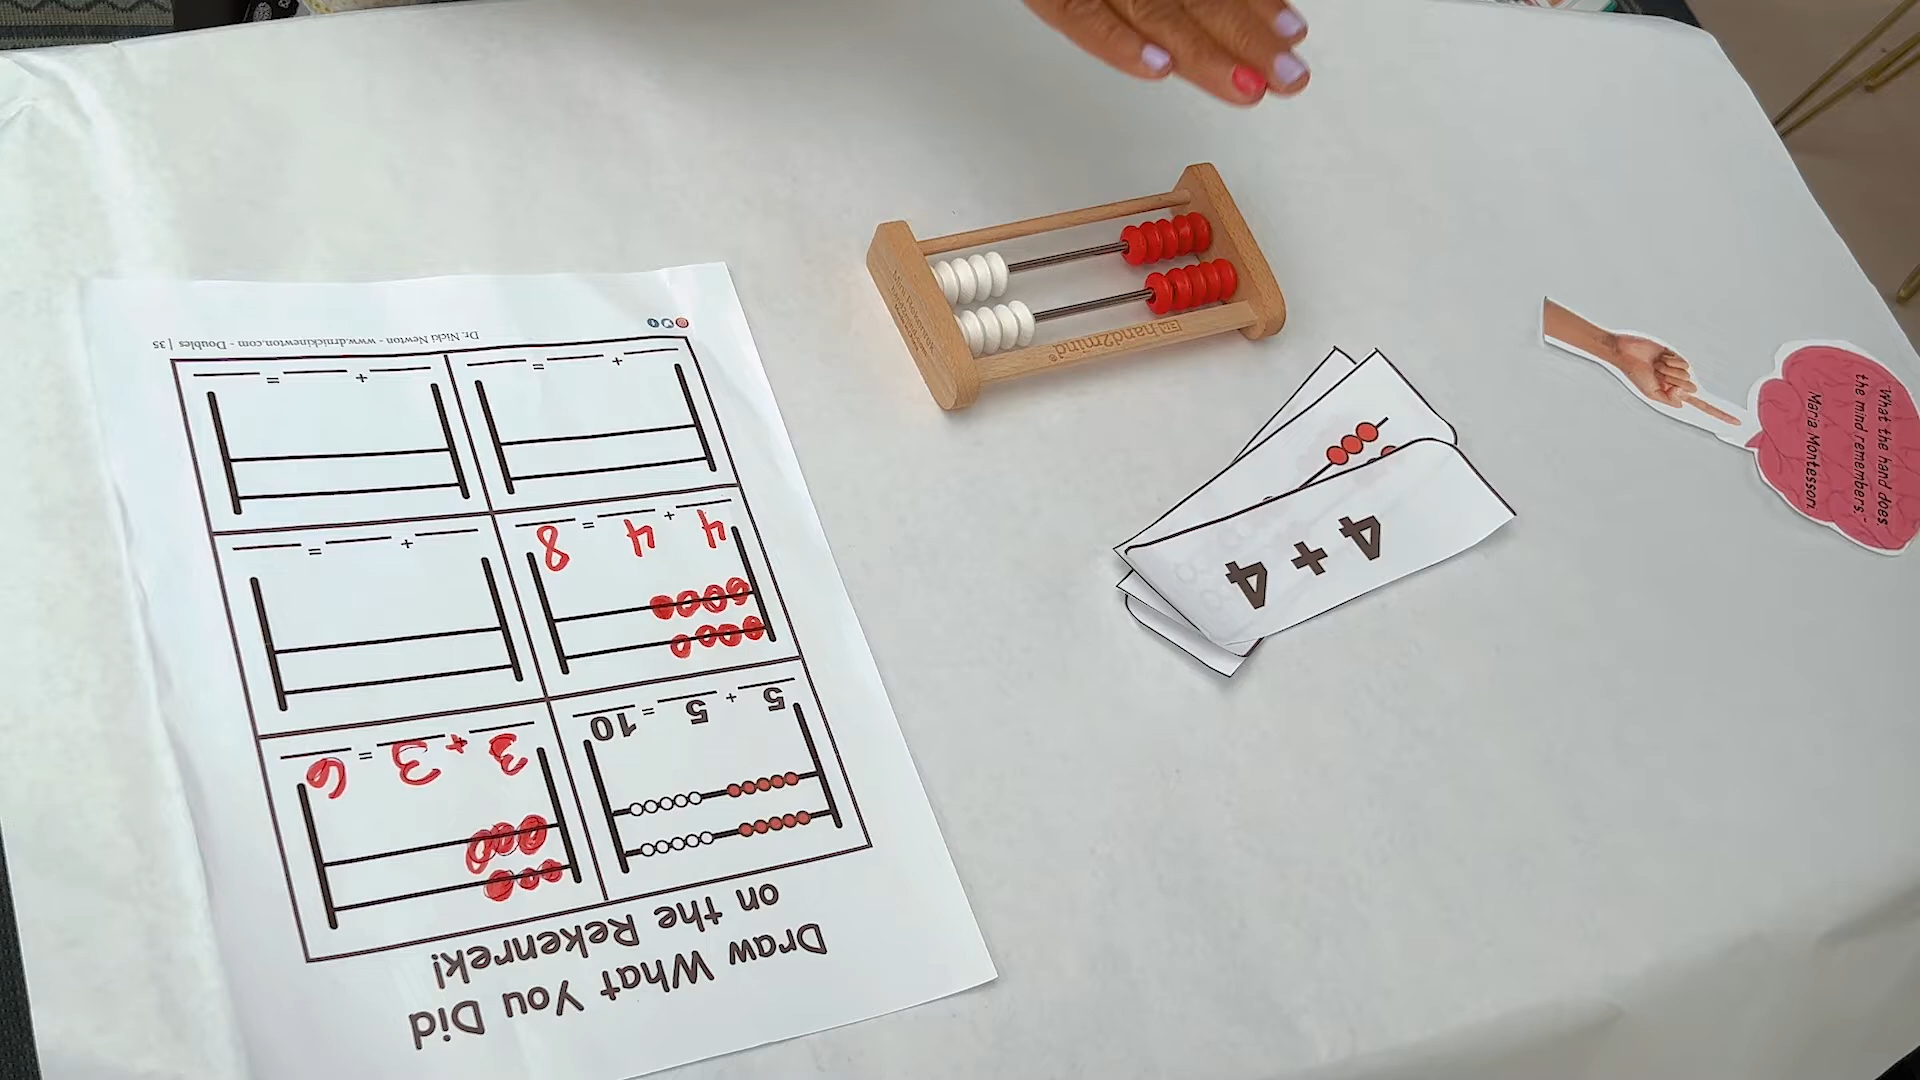 Draw What You Did
on the Rekenrek!
5 + 5 = 10
3 + 3 = 6
4 + 4 = 8
+ =
+ =
+ =
Dr. Nicki Newton - www.drnickinewton.com - Doubles | 35
hand2mind®
4 + 4
"What the hand does,
the mind remembers." -
Maria Montessori